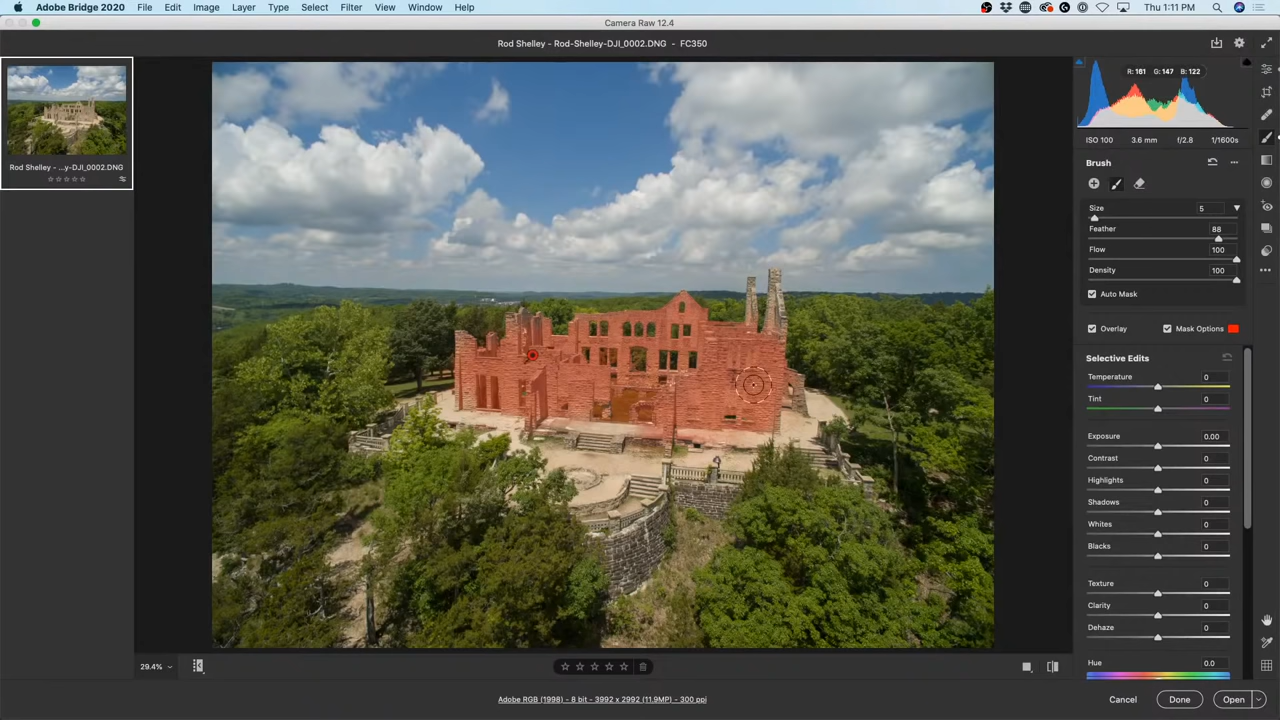 Adobe Bridge 2020 File Edit Image Layer Type Select Filter View Window Help Thu 1:11 PM
Camera Raw 12.4
Rod Shelley - Rod-Shelley-DJI_0002.DNG - FC350
R: 161 G: 147 B: 122
ISO 100 3.6 mm f/2.8 1/1600s
Rod Shelley - ...y-DJI_0002.DNG
Brush
Size 5
Feather 88
Flow 100
Density 100
Auto Mask
Overlay Mask Options
Selective Edits
Temperature 0
Tint 0
Exposure 0.00
Contrast 0
Highlights 0
Shadows 0
Whites 0
Blacks 0
Texture 0
Clarity 0
Dehaze 0
Hue 0.0
29.4%
Adobe RGB (1998) - 8 bit - 3992 x 2992 (11.9MP) - 300 ppi
Cancel Done Open